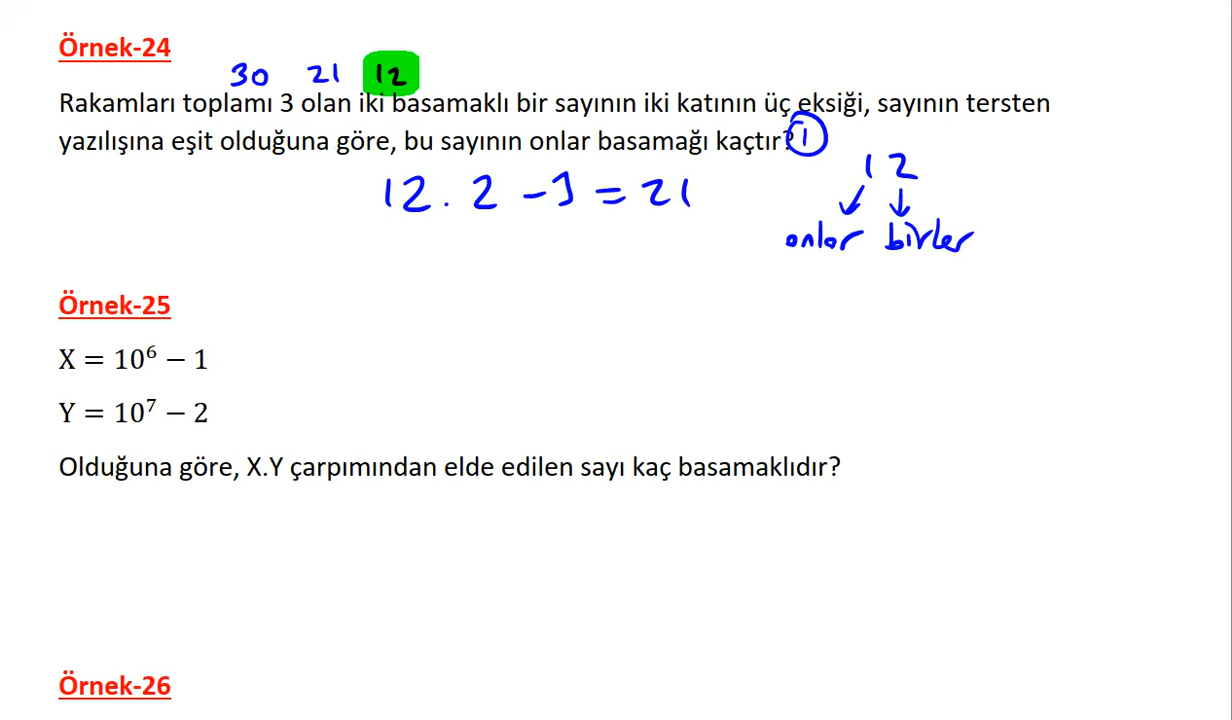 Örnek-24
30 21 12
Rakamları toplamı 3 olan iki basamaklı bir sayının iki katının üç eksiği, sayının tersten
yazılışına eşit olduğuna göre, bu sayının onlar basamağı kaçtır? 1
12
12 . 2 - 3 = 21
onlar birler
Örnek-25
X = 10⁶ − 1
Y = 10⁷ − 2
Olduğuna göre, X.Y çarpımından elde edilen sayı kaç basamaklıdır?
Örnek-26